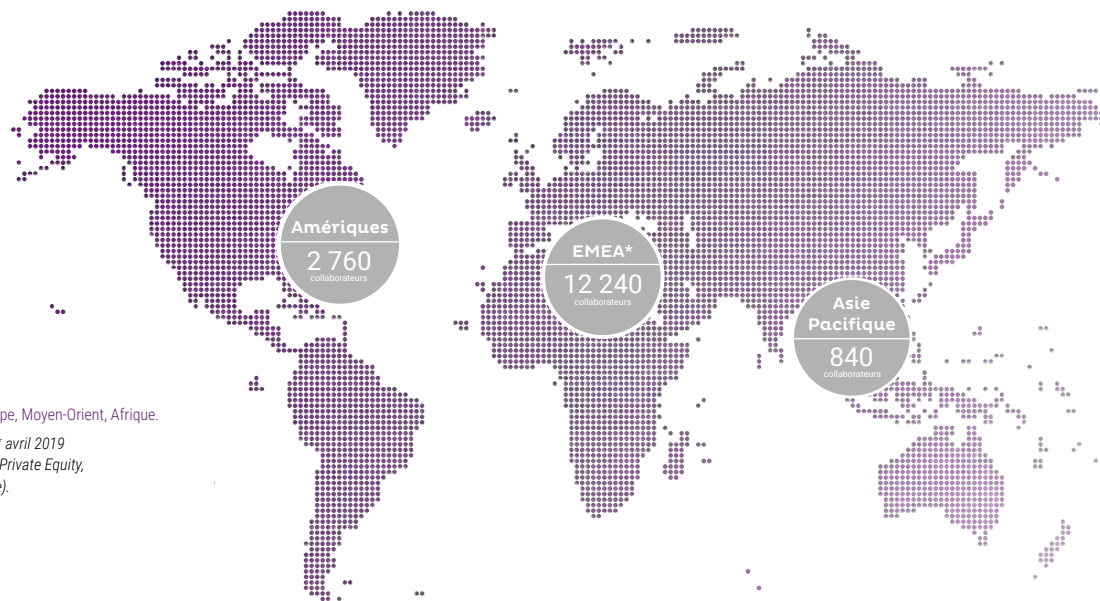 Amériques
2 760
collaborateurs
EMEA*
12 240
collaborateurs
Asie
Pacifique
840
collaborateurs
pe, Moyen-Orient, Afrique.
avril 2019
Private Equity,
).